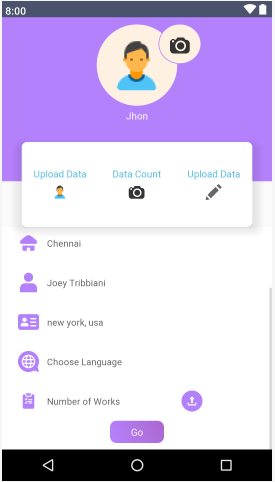 8:00
Jhon
Upload Data Data Count Upload Data
Chennai
Joey Tribbiani
new york, usa
Choose Language
Number of Works
Go